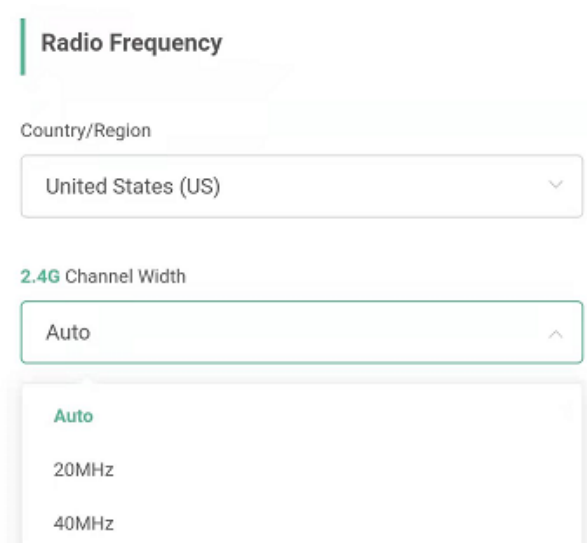 Radio Frequency
Country/Region
United States (US)
2.4G Channel Width
Auto
Auto
20MHz
40MHz